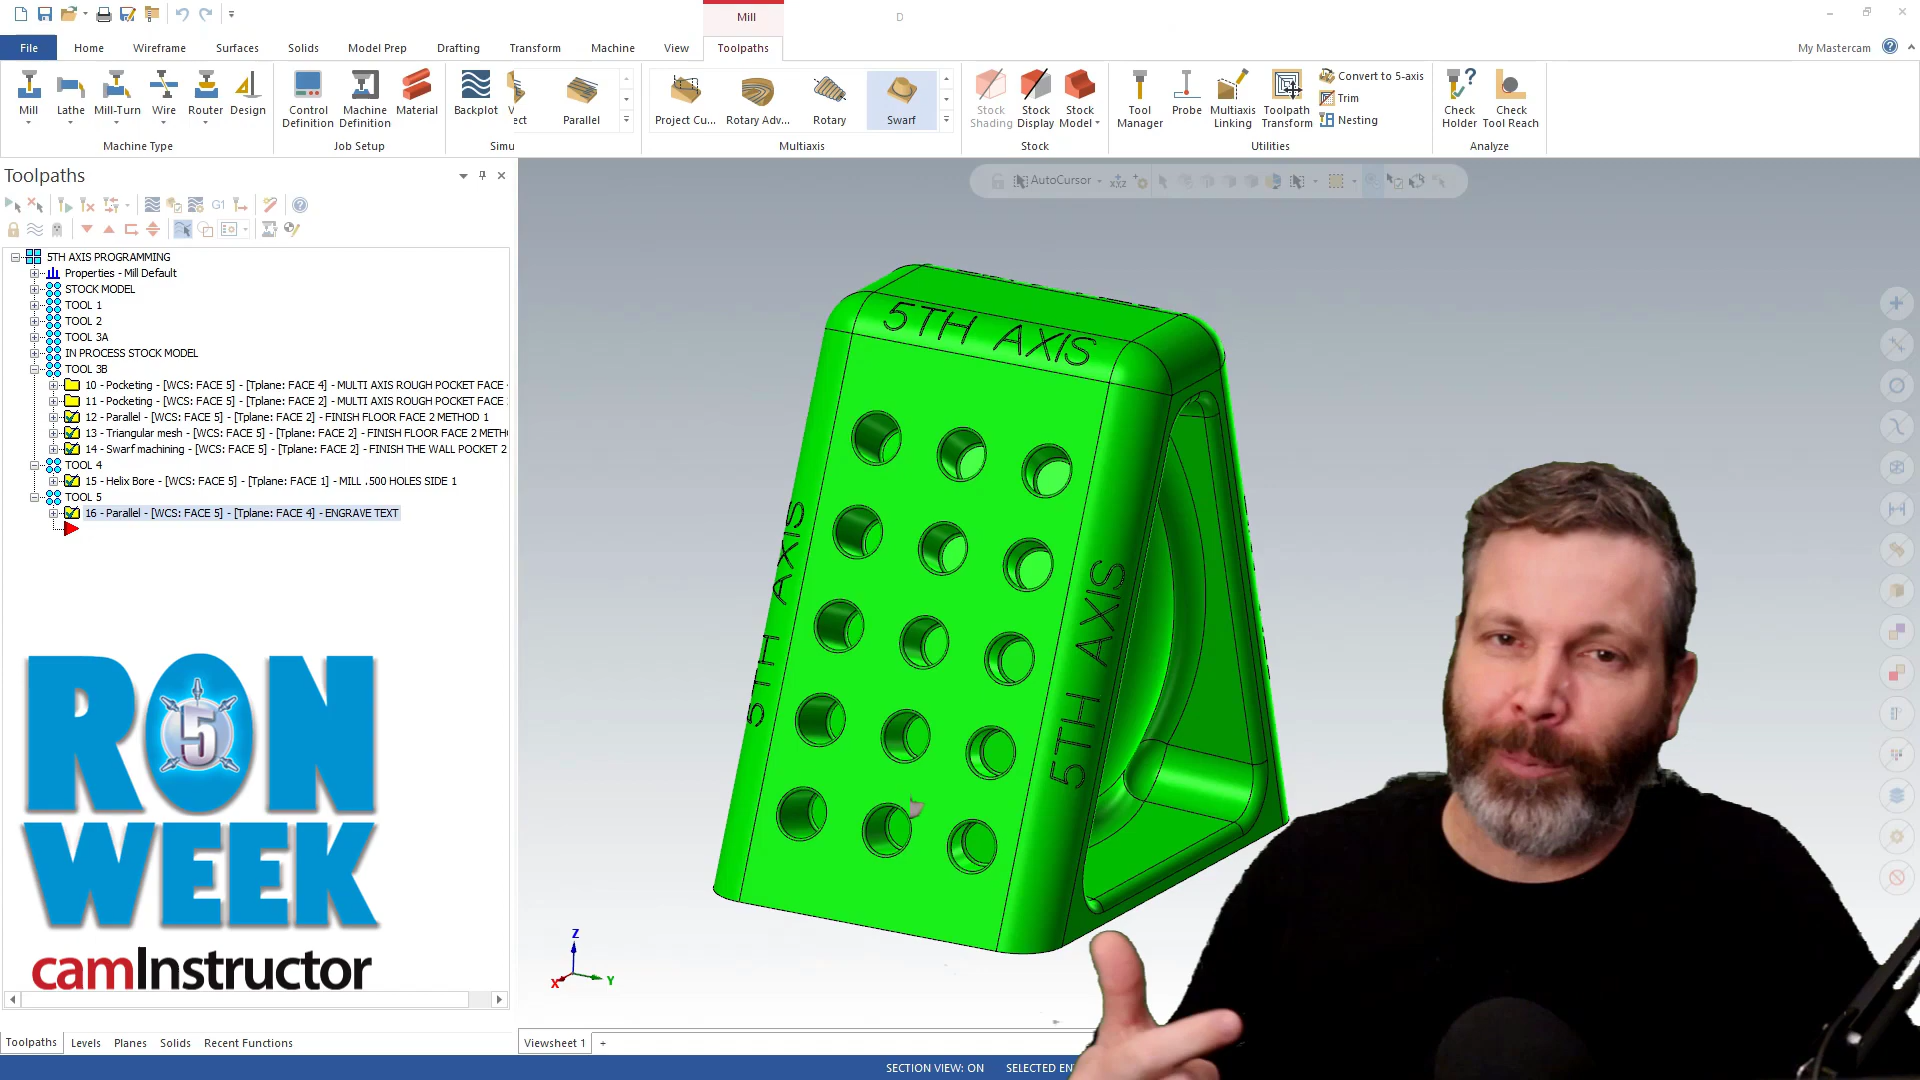 Mill
D
File
Home
Wireframe
Surfaces
Solids
Model Prep
Drafting
Transform
Machine
View
Toolpaths
My Mastercam
Mill
Lathe
Mill-Turn
Wire
Router
Design
Machine Type
Control Definition
Machine Definition
Material
Job Setup
Backplot
V
ect
Simu
Parallel
Project Cu...
Rotary Adv...
Rotary
Swarf
Multiaxis
Stock Shading
Stock Display
Stock Model
Stock
Tool Manager
Probe
Multiaxis Linking
Toolpath Transform
Convert to 5-axis
Trim
Nesting
Utilities
Check Holder
Check Tool Reach
Analyze
Toolpaths
G1
AutoCursor
5TH AXIS PROGRAMMING
Properties - Mill Default
STOCK MODEL
TOOL 1
TOOL 2
TOOL 3A
IN PROCESS STOCK MODEL
TOOL 3B
10 - Pocketing - [WCS: FACE 5] - [Tplane: FACE 4] - MULTI AXIS ROUGH POCKET FACE
11 - Pocketing - [WCS: FACE 5] - [Tplane: FACE 2] - MULTI AXIS ROUGH POCKET FACE
12 - Parallel - [WCS: FACE 5] - [Tplane: FACE 2] - FINISH FLOOR FACE 2 METHOD 1
13 - Triangular mesh - [WCS: FACE 5] - [Tplane: FACE 2] - FINISH FLOOR FACE 2 METH
14 - Swarf machining - [WCS: FACE 5] - [Tplane: FACE 2] - FINISH THE WALL POCKET 2
TOOL 4
15 - Helix Bore - [WCS: FACE 5] - [Tplane: FACE 1] - MILL .500 HOLES SIDE 1
TOOL 5
16 - Parallel - [WCS: FACE 5] - [Tplane: FACE 4] - ENGRAVE TEXT
5TH AXIS
5TH AXIS
5TH AXIS
RON
5
WEEK
camInstructor
Z
X
Y
Toolpaths
Levels
Planes
Solids
Recent Functions
Viewsheet 1
+
SECTION VIEW: ON
SELECTED EN